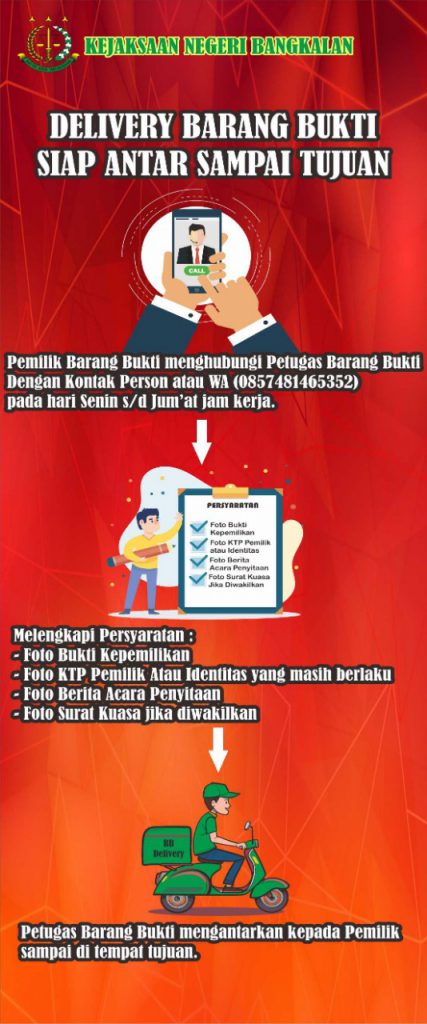 KEJAKSAAN NEGERI BANGKALAN
DELIVERY BARANG BUKTI
SIAP ANTAR SAMPAI TUJUAN
CALL
Pemilik Barang Bukti menghubungi Petugas Barang Bukti
Dengan Kontak Person atau WA (0857481465352)
pada hari Senin s/d Jum'at jam kerja.
PERSYARATAN
Foto Bukti
Kepemilikan
Foto KTP Pemilik
atau Identitas
Foto Berita
Acara Penyitaan
Foto Surat Kuasa
Jika Diwakilkan
Melengkapi Persyaratan :
- Foto Bukti Kepemilikan
- Foto KTP Pemilik Atau Identitas yang masih berlaku
- Foto Berita Acara Penyitaan
- Foto Surat Kuasa jika diwakilkan
BB
Delivery
Petugas Barang Bukti mengantarkan kepada Pemilik
sampai di tempat tujuan.